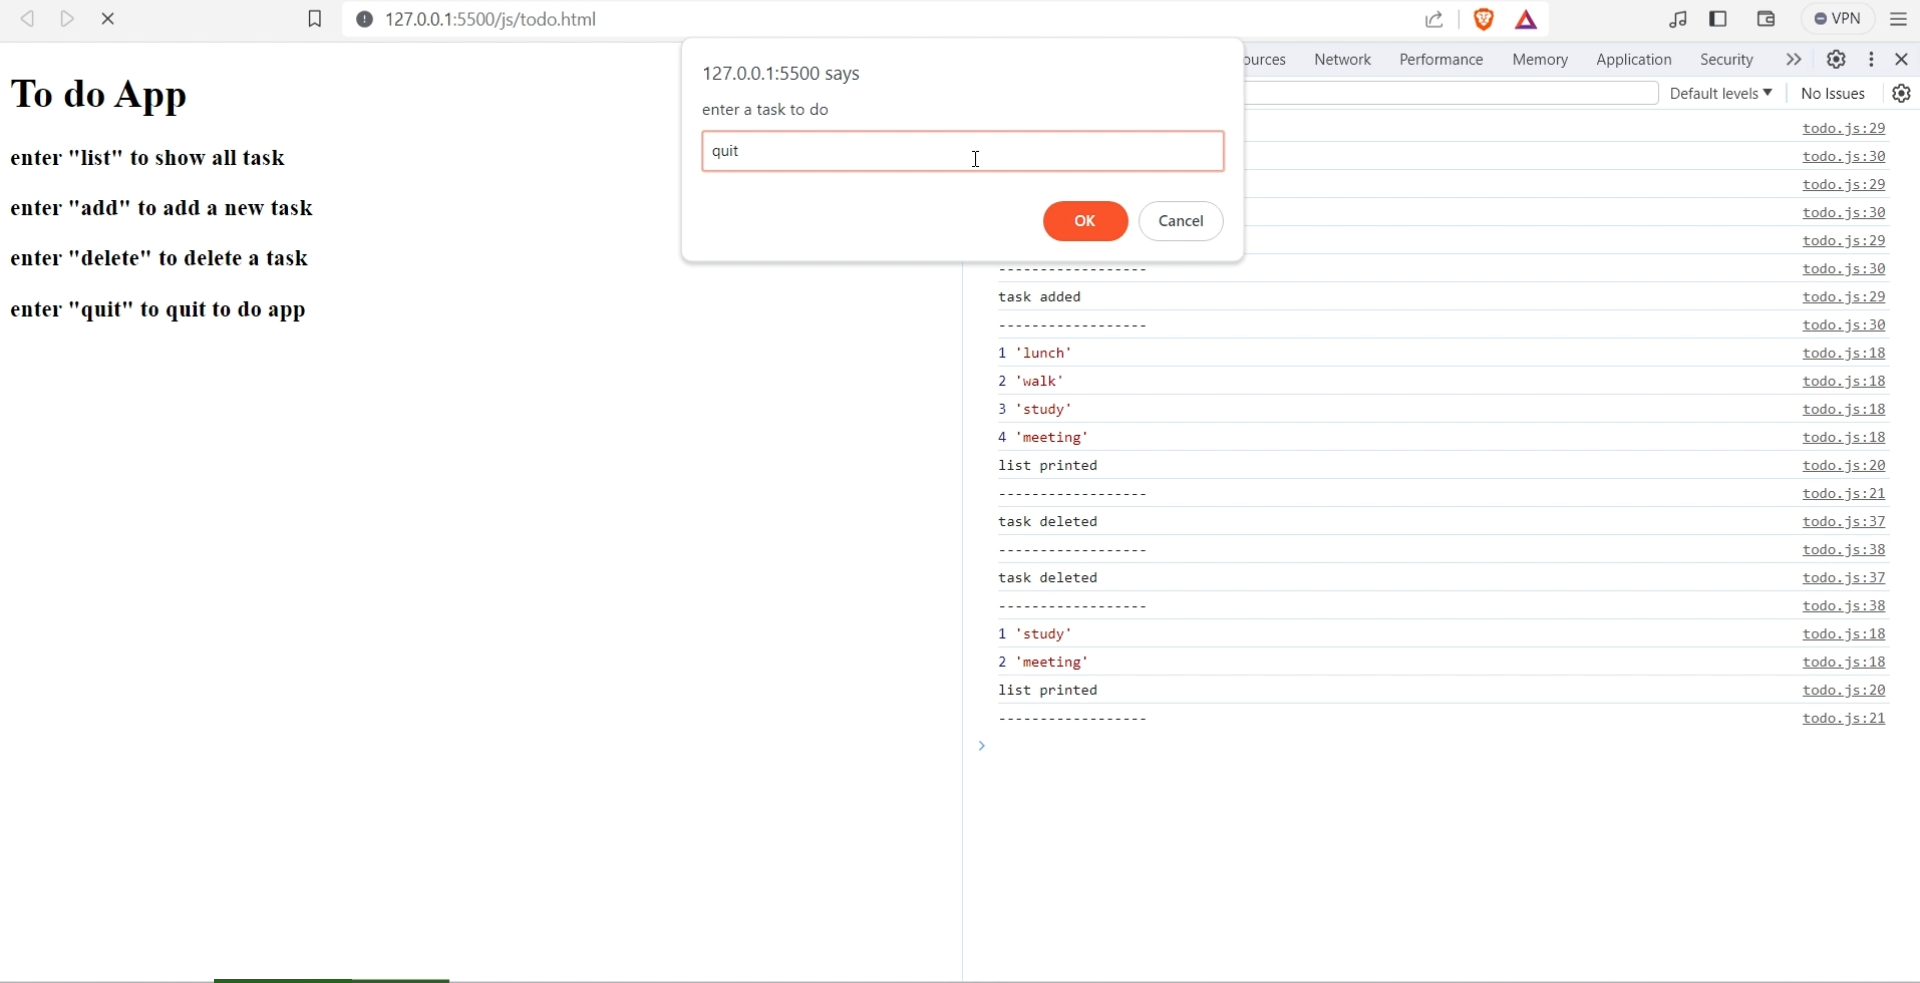 127.0.0.1:5500/js/todo.html
VPN
To do App
enter "list" to show all task
enter "add" to add a new task
enter "delete" to delete a task
enter "quit" to quit to do app
127.0.0.1:5500 says
enter a task to do
quit
OK
Cancel
ources Network Performance Memory Application Security
Default levels No Issues
todo.js:29
todo.js:30
todo.js:29
todo.js:30
todo.js:29
------------------ todo.js:30
task added todo.js:29
------------------ todo.js:30
1 'lunch' todo.js:18
2 'walk' todo.js:18
3 'study' todo.js:18
4 'meeting' todo.js:18
list printed todo.js:20
------------------ todo.js:21
task deleted todo.js:37
------------------ todo.js:38
task deleted todo.js:37
------------------ todo.js:38
1 'study' todo.js:18
2 'meeting' todo.js:18
list printed todo.js:20
------------------ todo.js:21